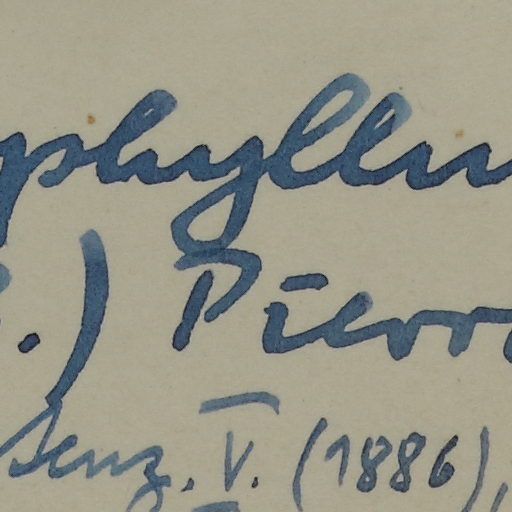 phyllu
.) Pierr
Senz. V. (1886),